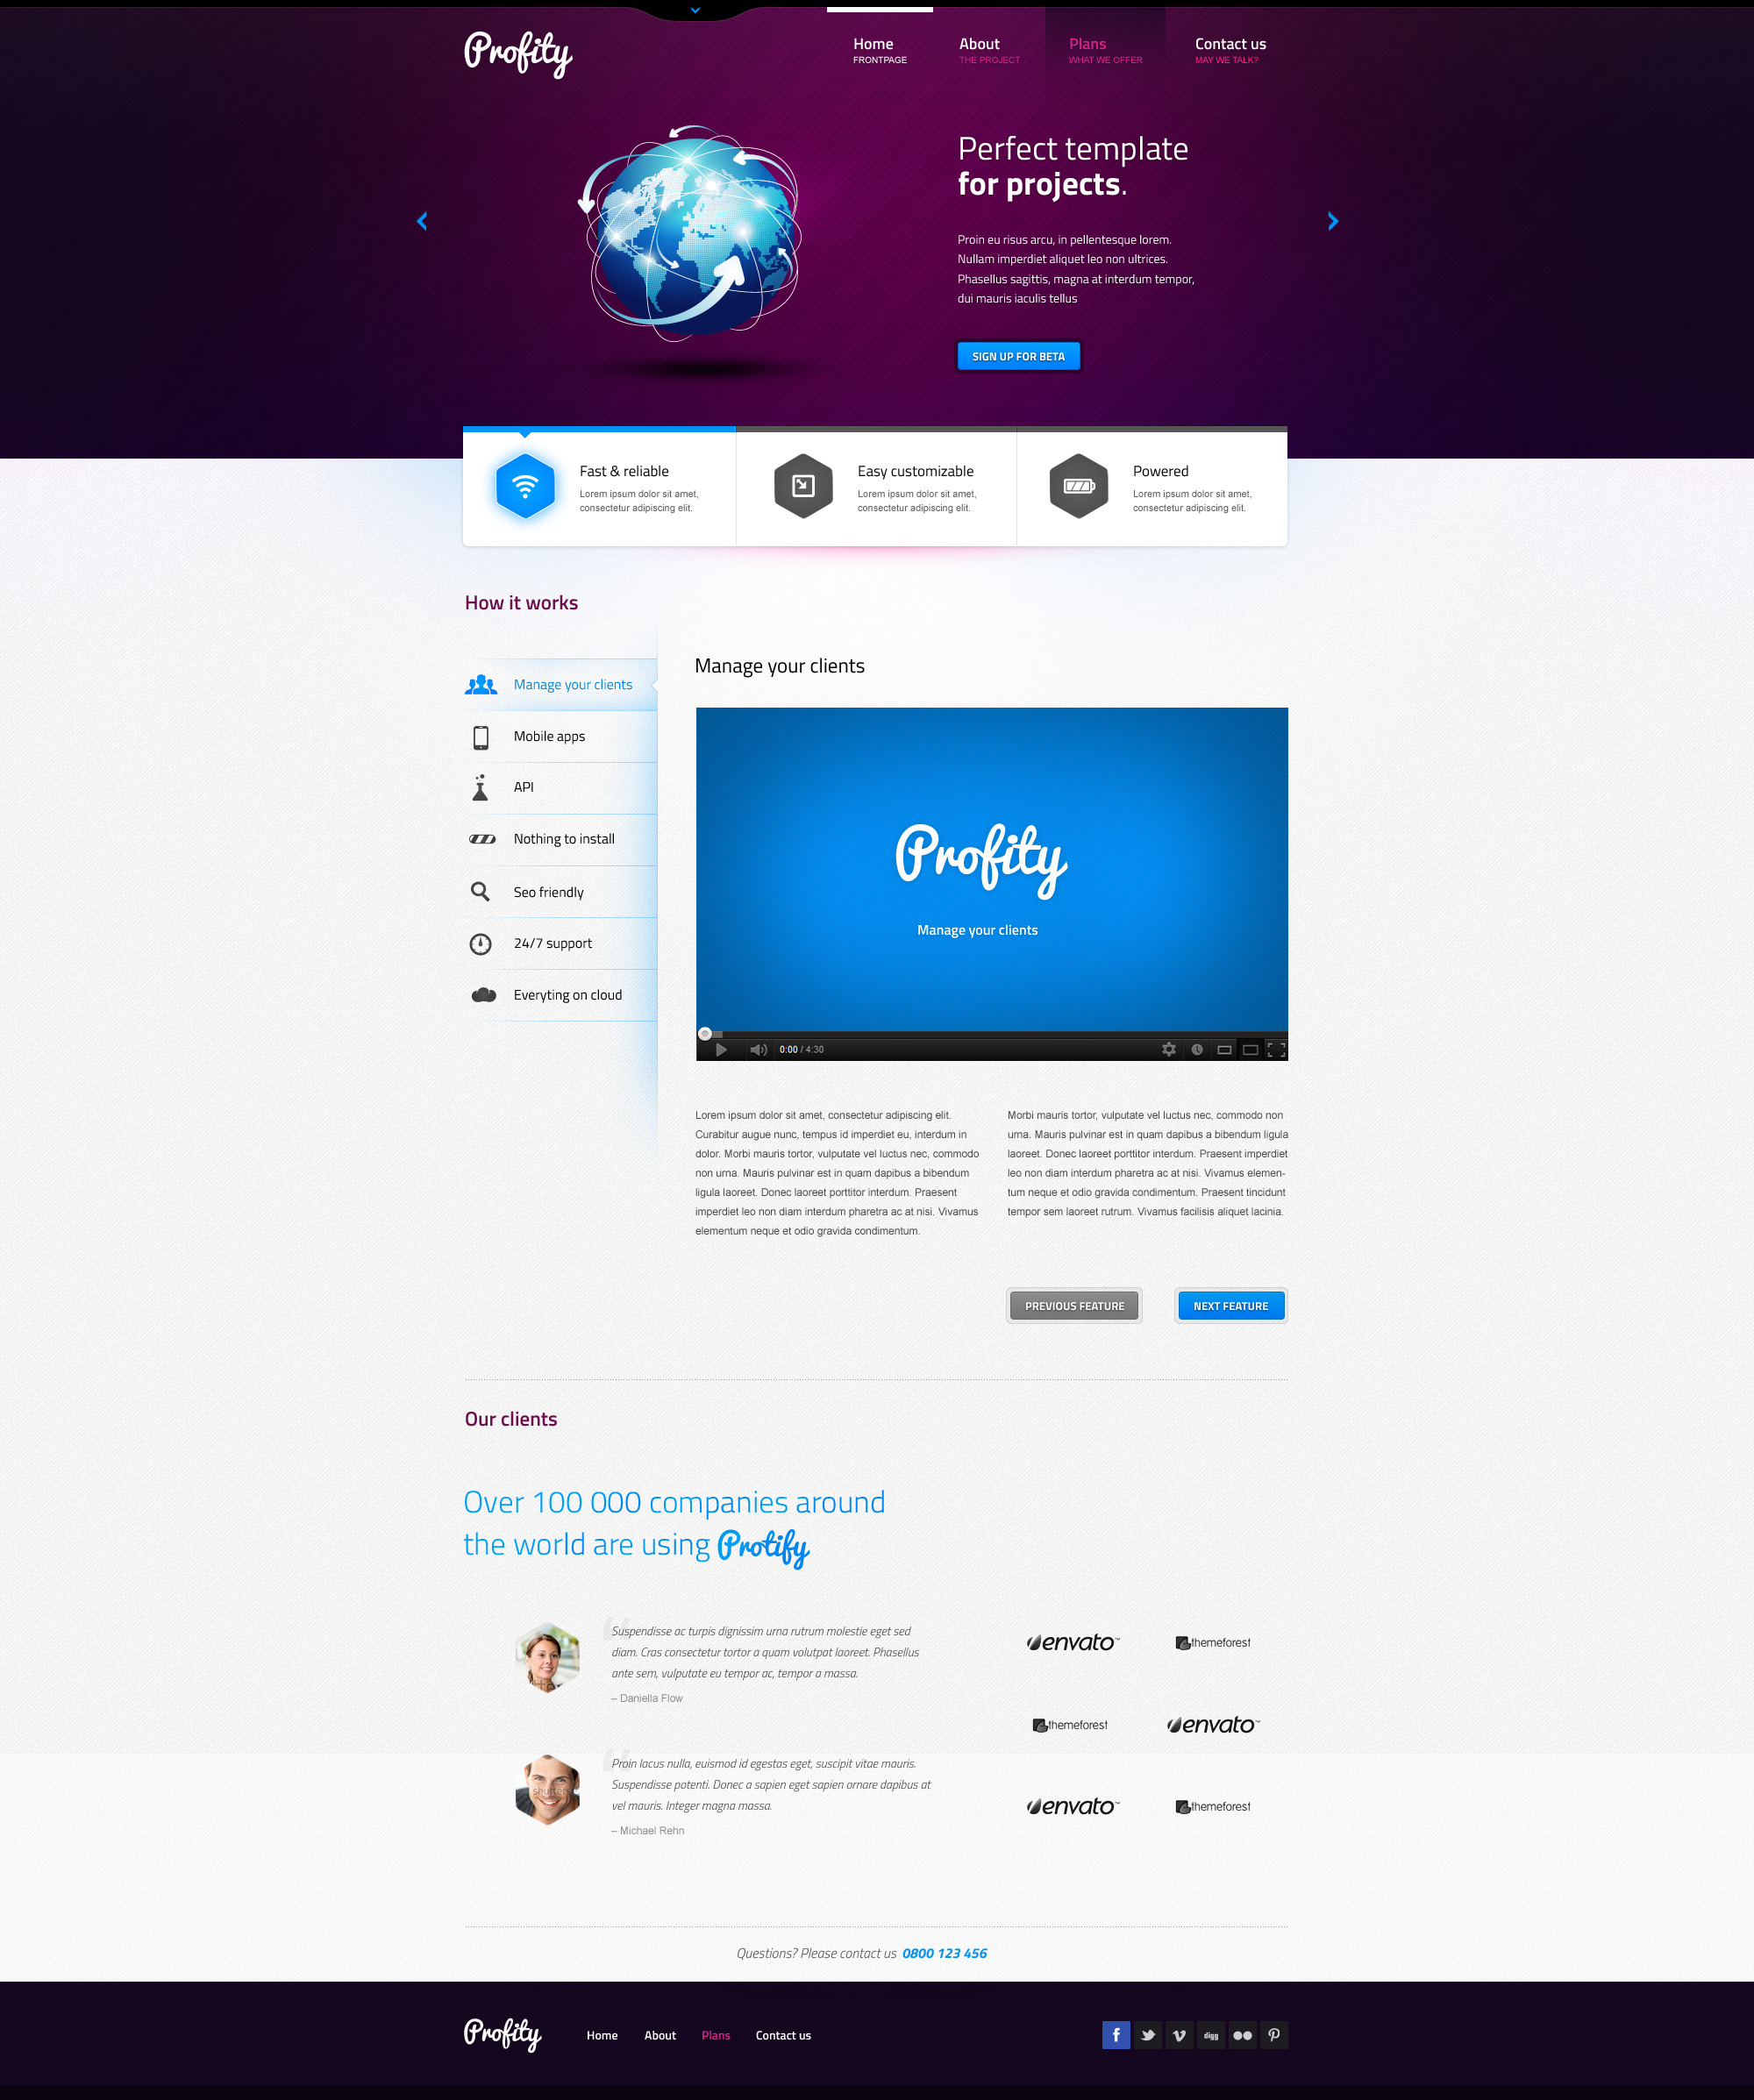 Profity
Home
FRONTPAGE
About
THE PROJECT
Plans
WHAT WE OFFER
Contact us
MAY WE TALK?
Perfect template
for projects.
Proin eu risus arcu, in pellentesque lorem.
Nullam imperdiet aliquet leo non ultrices.
Phasellus sagittis, magna at interdum tempor,
dui mauris iaculis tellus
SIGN UP FOR BETA
Fast & reliable
Lorem ipsum dolor sit amet,
consectetur adipiscing elit.
Easy customizable
Lorem ipsum dolor sit amet,
consectetur adipiscing elit.
Powered
Lorem ipsum dolor sit amet,
consectetur adipiscing elit.
How it works
Manage your clients
Mobile apps
API
Nothing to install
Seo friendly
24/7 support
Everyting on cloud
Manage your clients
Profity
Manage your clients
0:00 / 4:30
Lorem ipsum dolor sit amet, consectetur adipiscing elit.
Curabitur augue nunc, tempus id imperdiet eu, interdum in
dolor. Morbi mauris tortor, vulputate vel luctus nec, commodo
non urna. Mauris pulvinar est in quam dapibus a bibendum
ligula laoreet. Donec laoreet porttitor interdum. Praesent
imperdiet leo non diam interdum pharetra ac at nisi. Vivamus
elementum neque et odio gravida condimentum.
Morbi mauris tortor, vulputate vel luctus nec, commodo non
urna. Mauris pulvinar est in quam dapibus a bibendum ligula
laoreet. Donec laoreet porttitor interdum. Praesent imperdiet
leo non diam interdum pharetra ac at nisi. Vivamus elemen-
tum neque et odio gravida condimentum. Praesent tincidunt
tempor sem laoreet rutrum. Vivamus facilisis aliquet lacinia.
PREVIOUS FEATURE
NEXT FEATURE
Our clients
Over 100 000 companies around
the world are using Protify
Suspendisse ac turpis dignissim urna rutrum molestie eget sed
diam. Cras consectetur tortor a quam volutpat laoreet. Phasellus
ante sem, vulputate eu tempor ac, tempor a massa.
– Daniella Flow
Proin lacus nulla, euismod id egestas eget, suscipit vitae mauris.
Suspendisse potenti. Donec a sapien eget sapien ornare dapibus at
vel mauris. Integer magna massa.
– Michael Rehn
envato™
themeforest
themeforest
envato™
envato™
themeforest
Questions? Please contact us 0800 123 456
Profity
Home
About
Plans
Contact us
f
digg